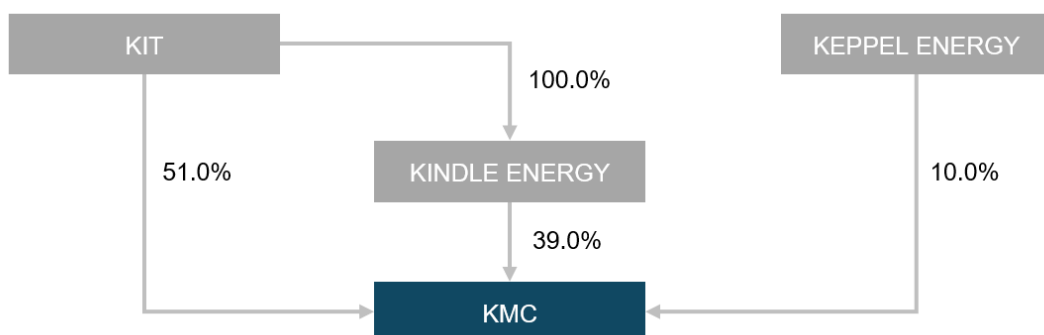 KIT
KEPPEL ENERGY
100.0%
51.0%
KINDLE ENERGY
10.0%
39.0%
KMC